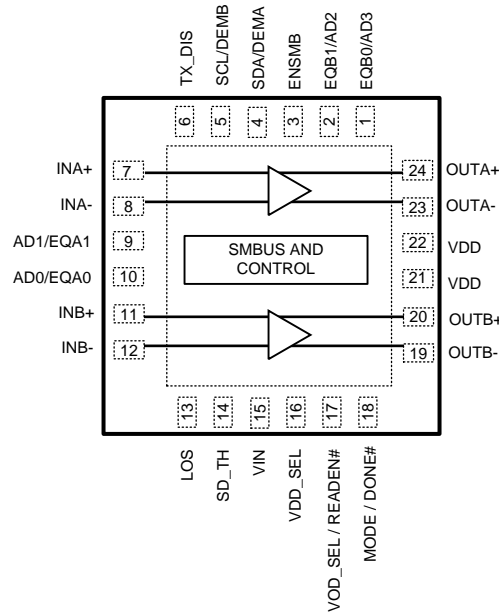 TX_DIS
SCL/DEMB
SDA/DEMA
ENSMB
EQB1/AD2
EQB0/AD3
6
5
4
3
2
1
INA+
7
24
OUTA+
INA-
8
23
OUTA-
AD1/EQA1
9
22
VDD
SMBUS AND
CONTROL
AD0/EQA0
10
21
VDD
INB+
11
20
OUTB+
INB-
12
19
OUTB-
13
14
15
16
17
18
LOS
SD_TH
VIN
VDD_SEL
VOD_SEL / READEN#
MODE / DONE#